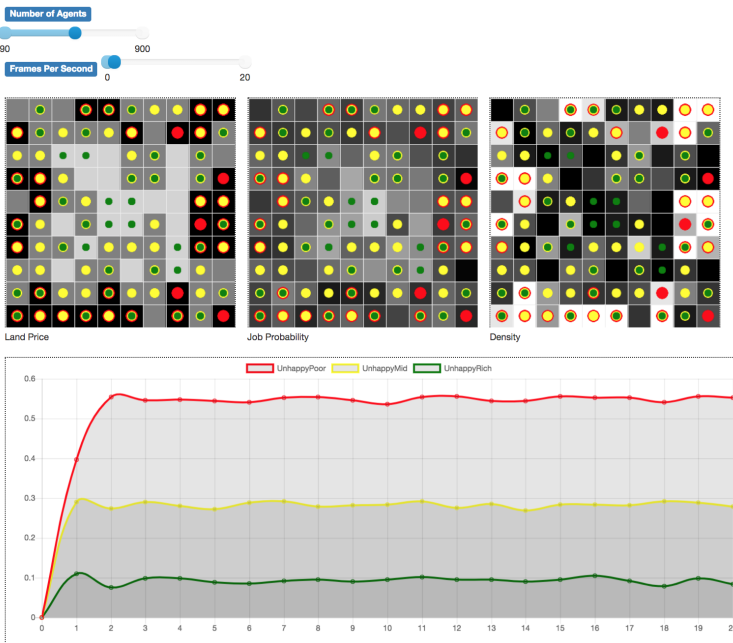 Number of Agents
90 900
Frames Per Second
0 20
Land Price Job Probability Density
UnhappyPoor UnhappyMid UnhappyRich
0.6
0.5
0.4
0.3
0.2
0.1
0
0 1 2 3 4 5 6 7 8 9 10 11 12 13 14 15 16 17 18 19